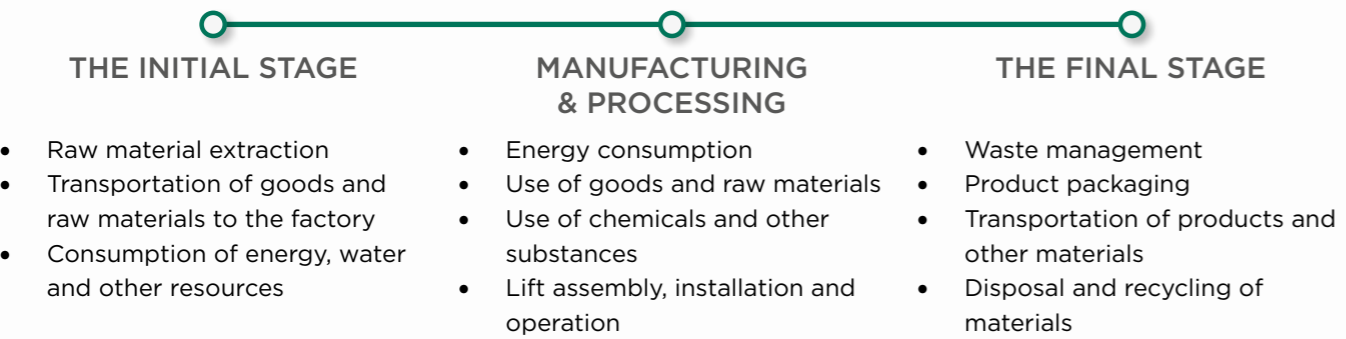 THE INITIAL STAGE
• Raw material extraction
• Transportation of goods and
raw materials to the factory
• Consumption of energy, water
and other resources
MANUFACTURING
& PROCESSING
• Energy consumption
• Use of goods and raw materials
• Use of chemicals and other
substances
• Lift assembly, installation and
operation
THE FINAL STAGE
• Waste management
• Product packaging
• Transportation of products and
other materials
• Disposal and recycling of
materials